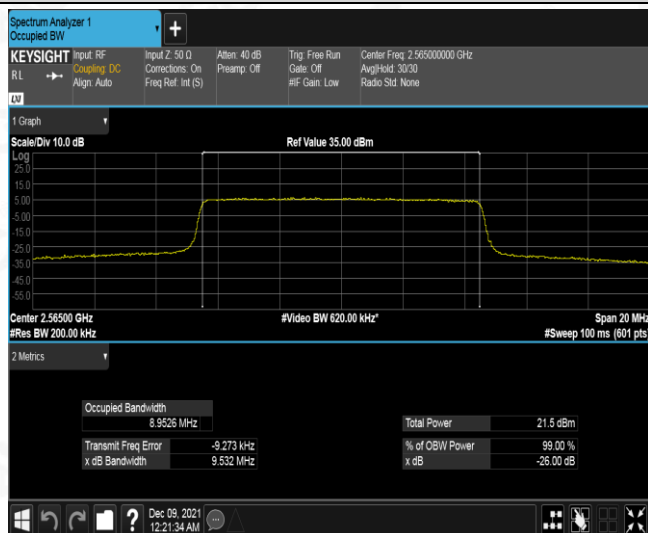 Spectrum Analyzer 1
Occupied BW
+
KEYSIGHT Input: RF Input Z: 50 Ω Atten: 40 dB Trig: Free Run Center Freq: 2.565000000 GHz
Coupling: DC Corrections: On Preamp: Off Gate: Off Avg|Hold: 30/30
RL Align: Auto Freq Ref: Int (S) #IF Gain: Low Radio Std: None
LXI
1 Graph
Scale/Div 10.0 dB Ref Value 35.00 dBm
Log
25.0
15.0
5.00
-5.00
-15.0
-25.0
-35.0
-45.0
-55.0
Center 2.56500 GHz #Video BW 620.00 kHz* Span 20 MHz
#Res BW 200.00 kHz #Sweep 100 ms (601 pts)
2 Metrics
Occupied Bandwidth
8.9526 MHz Total Power 21.5 dBm
Transmit Freq Error -9.273 kHz % of OBW Power 99.00 %
x dB Bandwidth 9.532 MHz x dB -26.00 dB
? Dec 09, 2021
12:21:34 AM